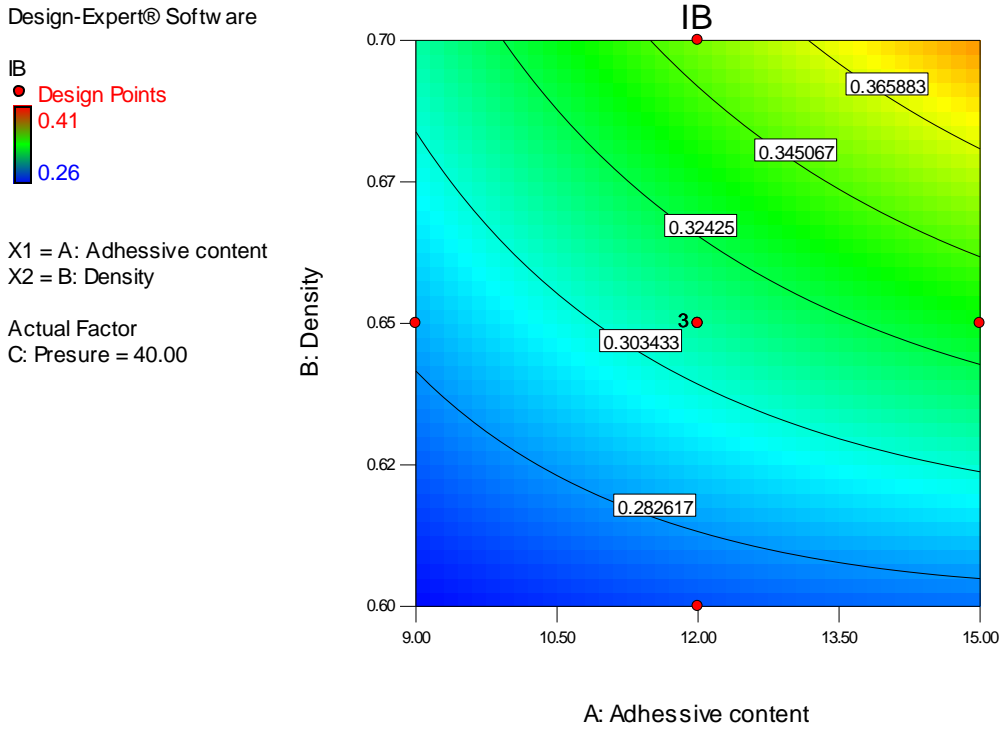 Design-Expert® Software
IB
Design Points
0.41
0.26
X1 = A: Adhessive content
X2 = B: Density
Actual Factor
C: Presure = 40.00
IB
0.70
0.67
0.65
0.62
0.60
B: Density
0.365883
0.345067
0.32425
3
0.303433
0.282617
9.00 10.50 12.00 13.50 15.00
A: Adhessive content